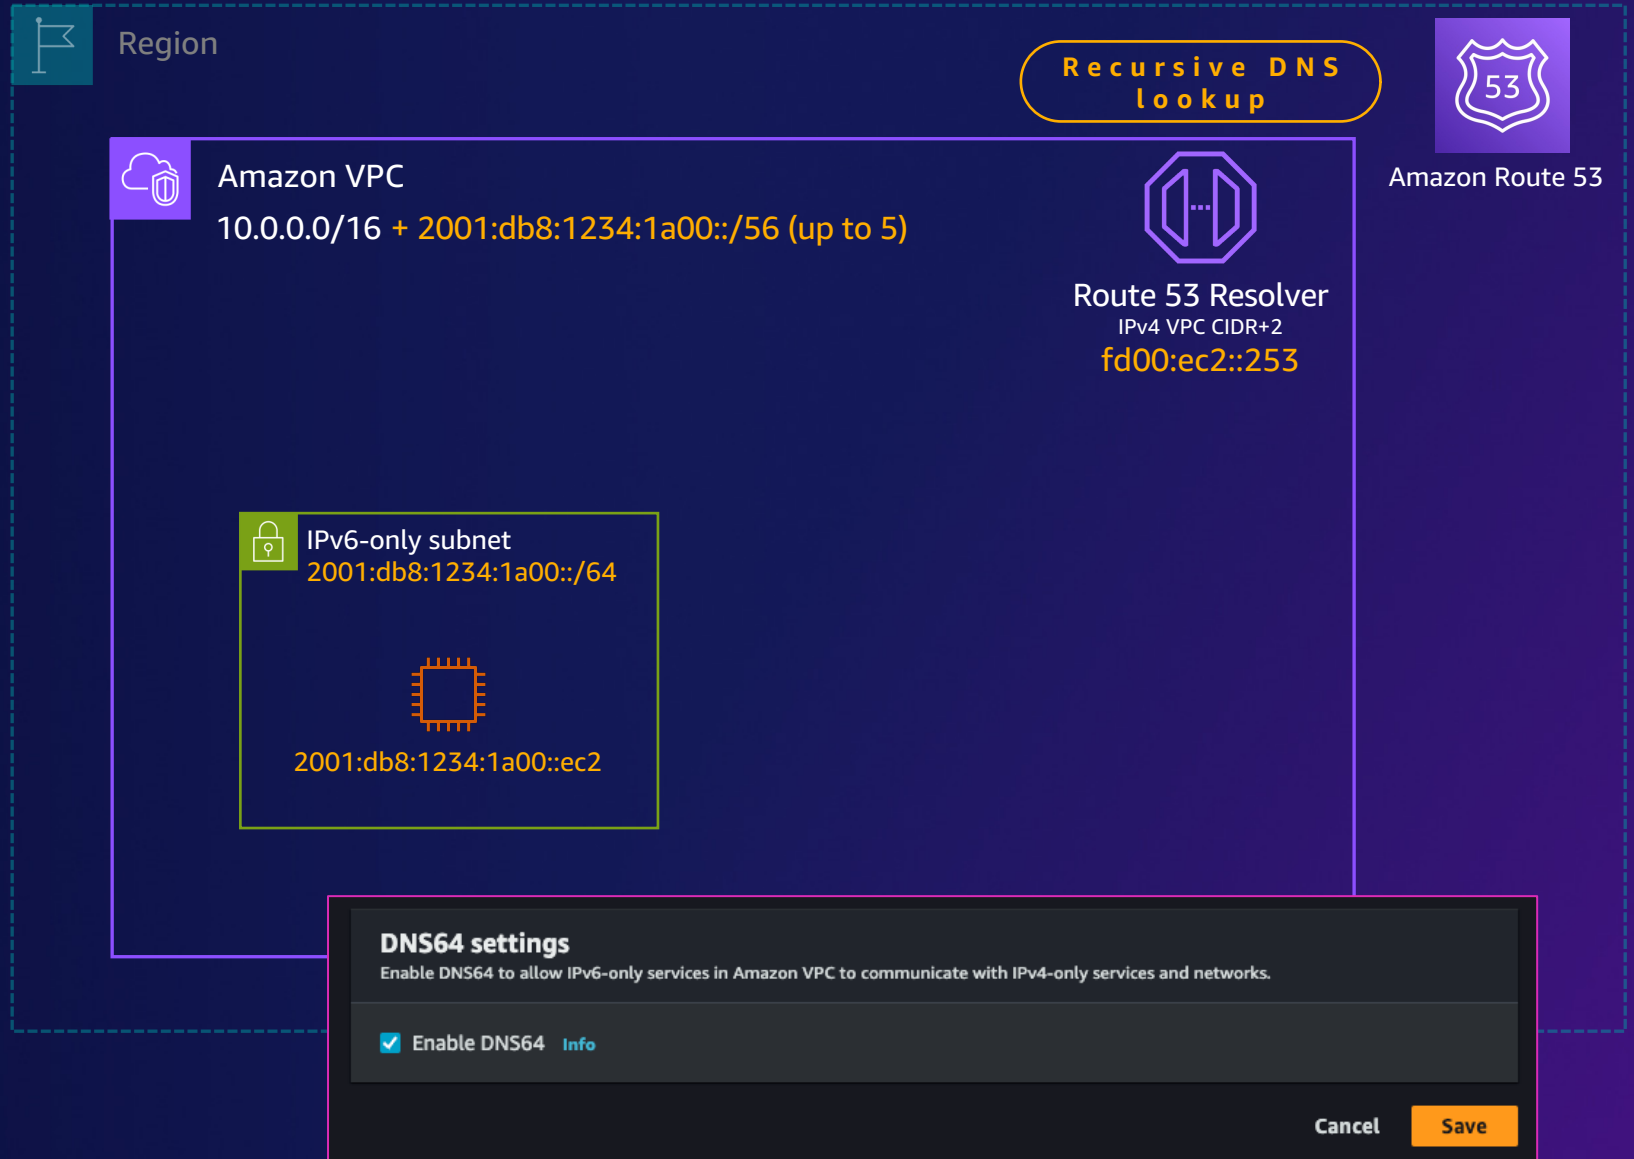 Region
Recursive DNS
lookup
53
Amazon Route 53
Amazon VPC
10.0.0.0/16 + 2001:db8:1234:1a00::/56 (up to 5)
Route 53 Resolver
IPv4 VPC CIDR+2
fd00:ec2::253
IPv6-only subnet
2001:db8:1234:1a00::/64
2001:db8:1234:1a00::ec2
DNS64 settings
Enable DNS64 to allow IPv6-only services in Amazon VPC to communicate with IPv4-only services and networks.
Enable DNS64 Info
Cancel Save